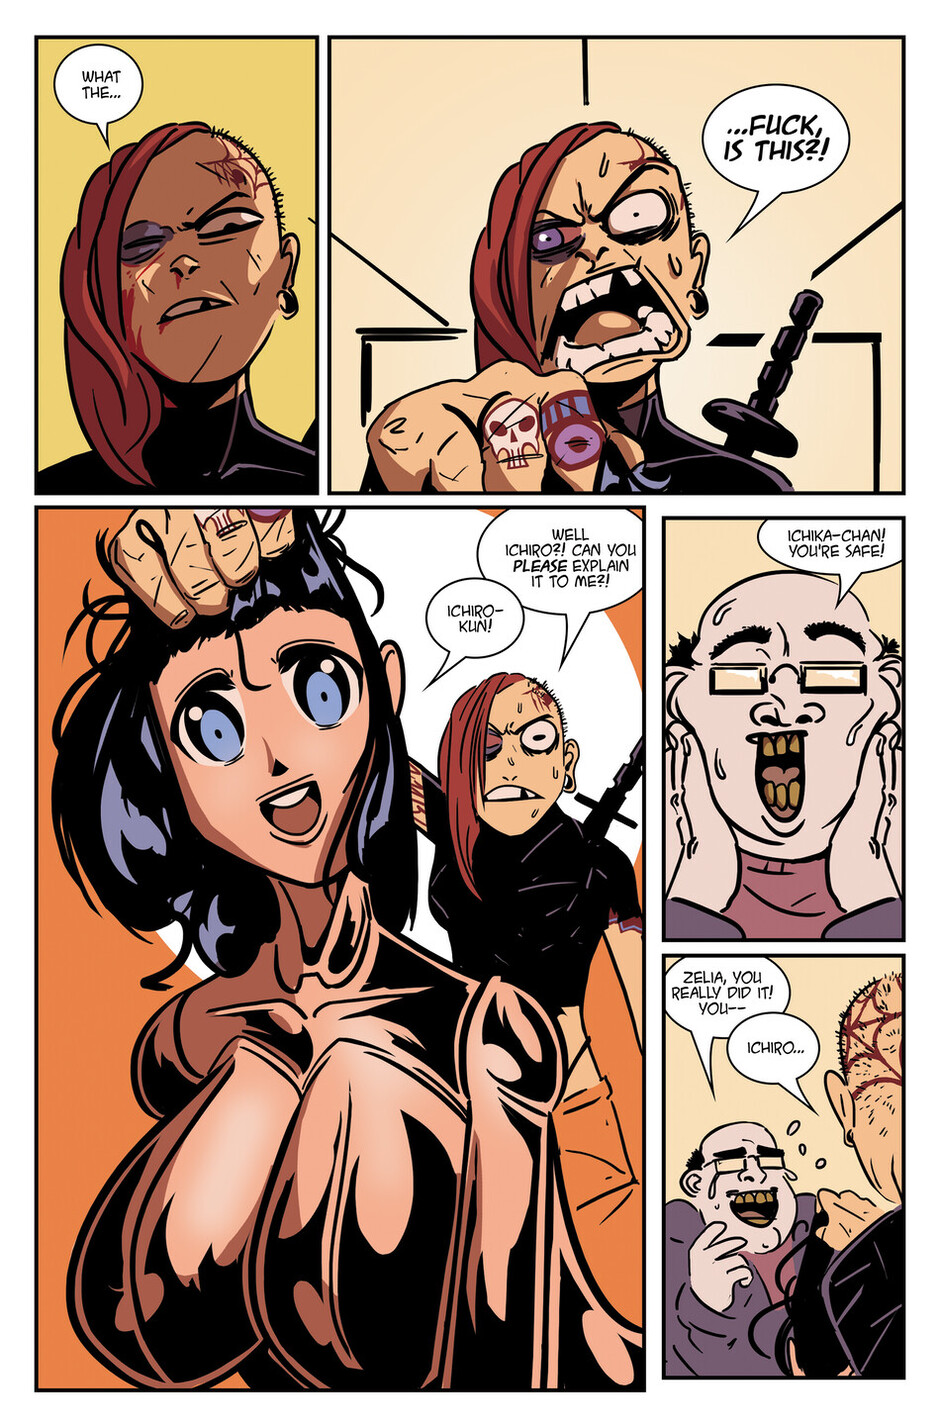 WHAT
THE...
...FUCK,
IS THIS?!
WELL
ICHIRO?! CAN YOU
PLEASE EXPLAIN
IT TO ME?!
ICHIRO-
KUN!
ICHIKA-CHAN!
YOU'RE SAFE!
ZELIA, YOU
REALLY DID IT!
YOU--
ICHIRO...